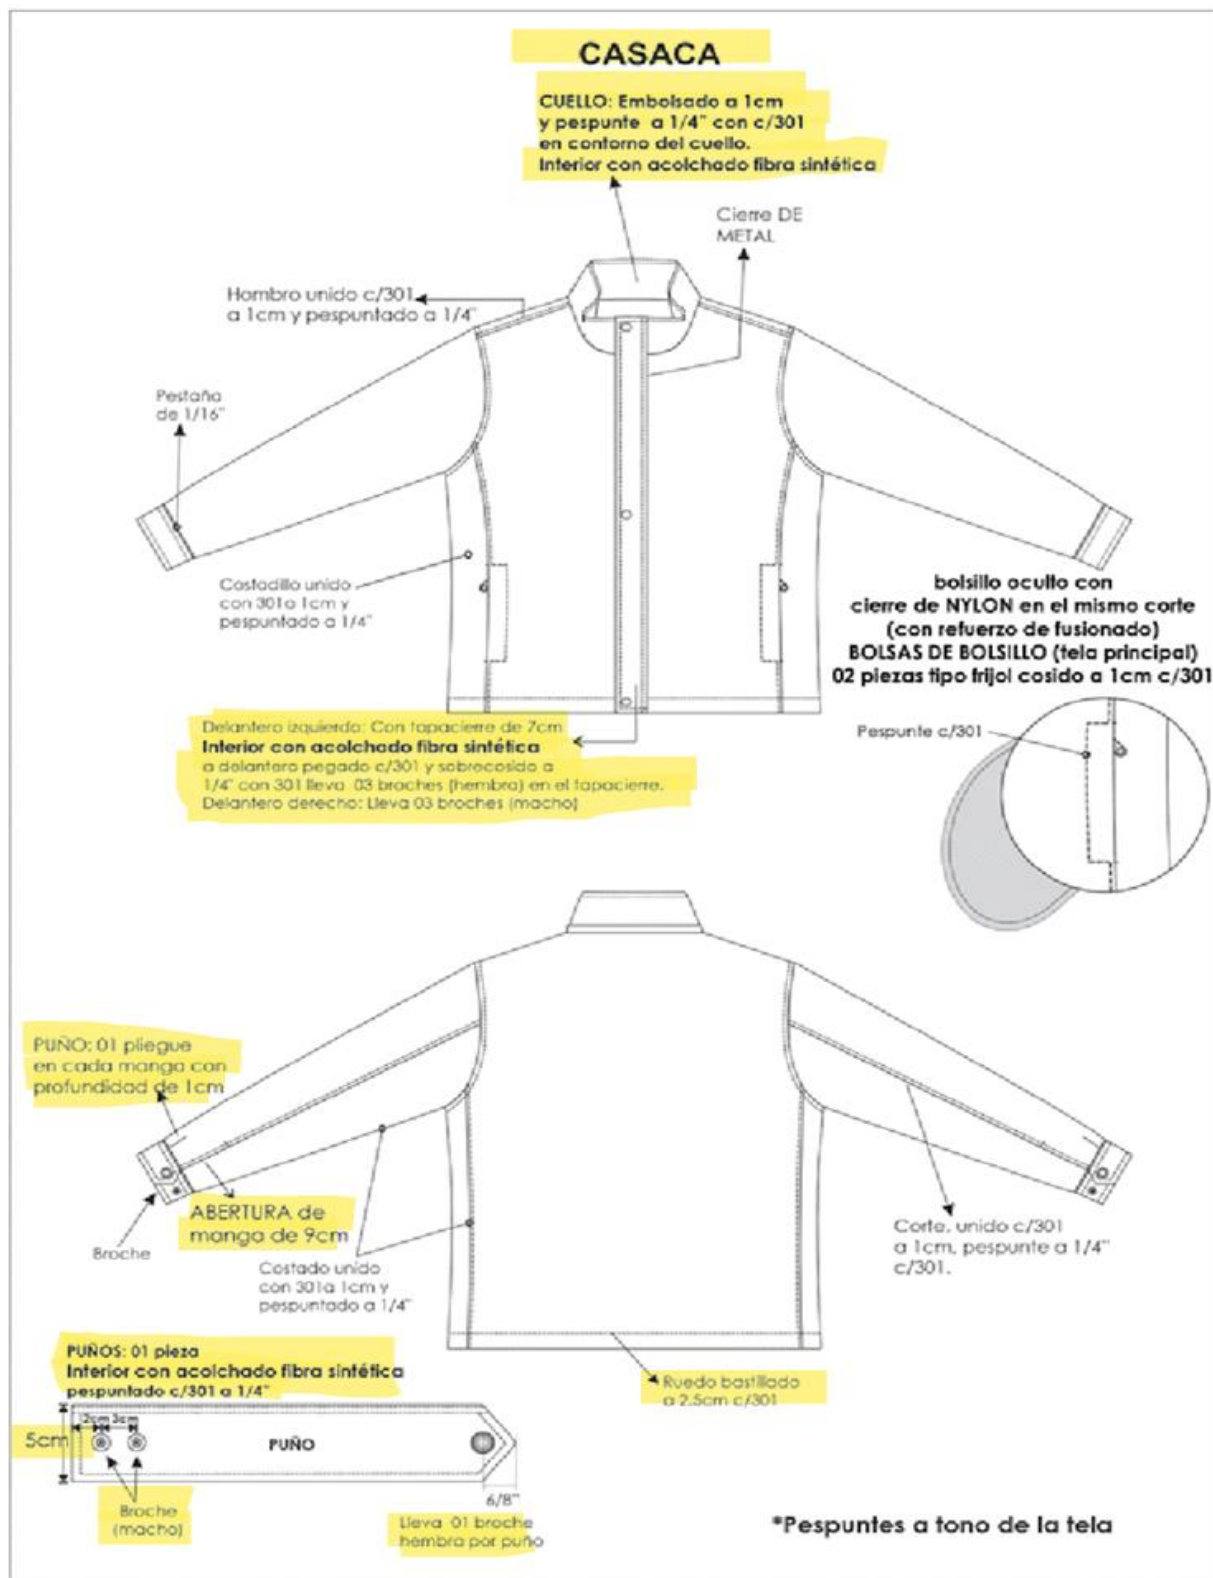 CASACA
CUELLO: Embolsado a 1cm
y pespunte a 1/4" con c/301
en contorno del cuello.
Interior con acolchado fibra sintética
Cierre DE
METAL
Hombro unido c/301
a 1cm y pespuntado a 1/4"
Pestaña
de 1/16"
Costadillo unido
con 301a 1cm y
pespuntado a 1/4"
bolsillo oculto con
cierre de NYLON en el mismo corte
(con refuerzo de fusionado)
BOLSAS DE BOLSILLO (tela principal)
02 piezas tipo frijol cosido a 1cm c/301
Pespunte c/301
Delantero izquierdo: Con tapacierre de 7cm
Interior con acolchado fibra sintética
a delantero pegado c/301 y sobrecosido a
1/4" con 301 lleva 03 broches (hembra) en el tapacierre.
Delantero derecho: Lleva 03 broches (macho)
PUÑO: 01 pliegue
en cada manga con
profundidad de 1cm
ABERTURA de
manga de 9cm
Broche
Costado unido
con 301a 1cm y
pespuntado a 1/4"
Corte, unido c/301
a 1cm, pespunte a 1/4"
c/301.
PUÑOS: 01 pieza
Interior con acolchado fibra sintética
pespuntado c/301 a 1/4"
Ruedo bastillado
a 2.5cm c/301
2cm 3cm
5cm
PUÑO
6/8"
Broche
(macho)
Lleva 01 broche
hembra por puño
*Pespuntes a tono de la tela